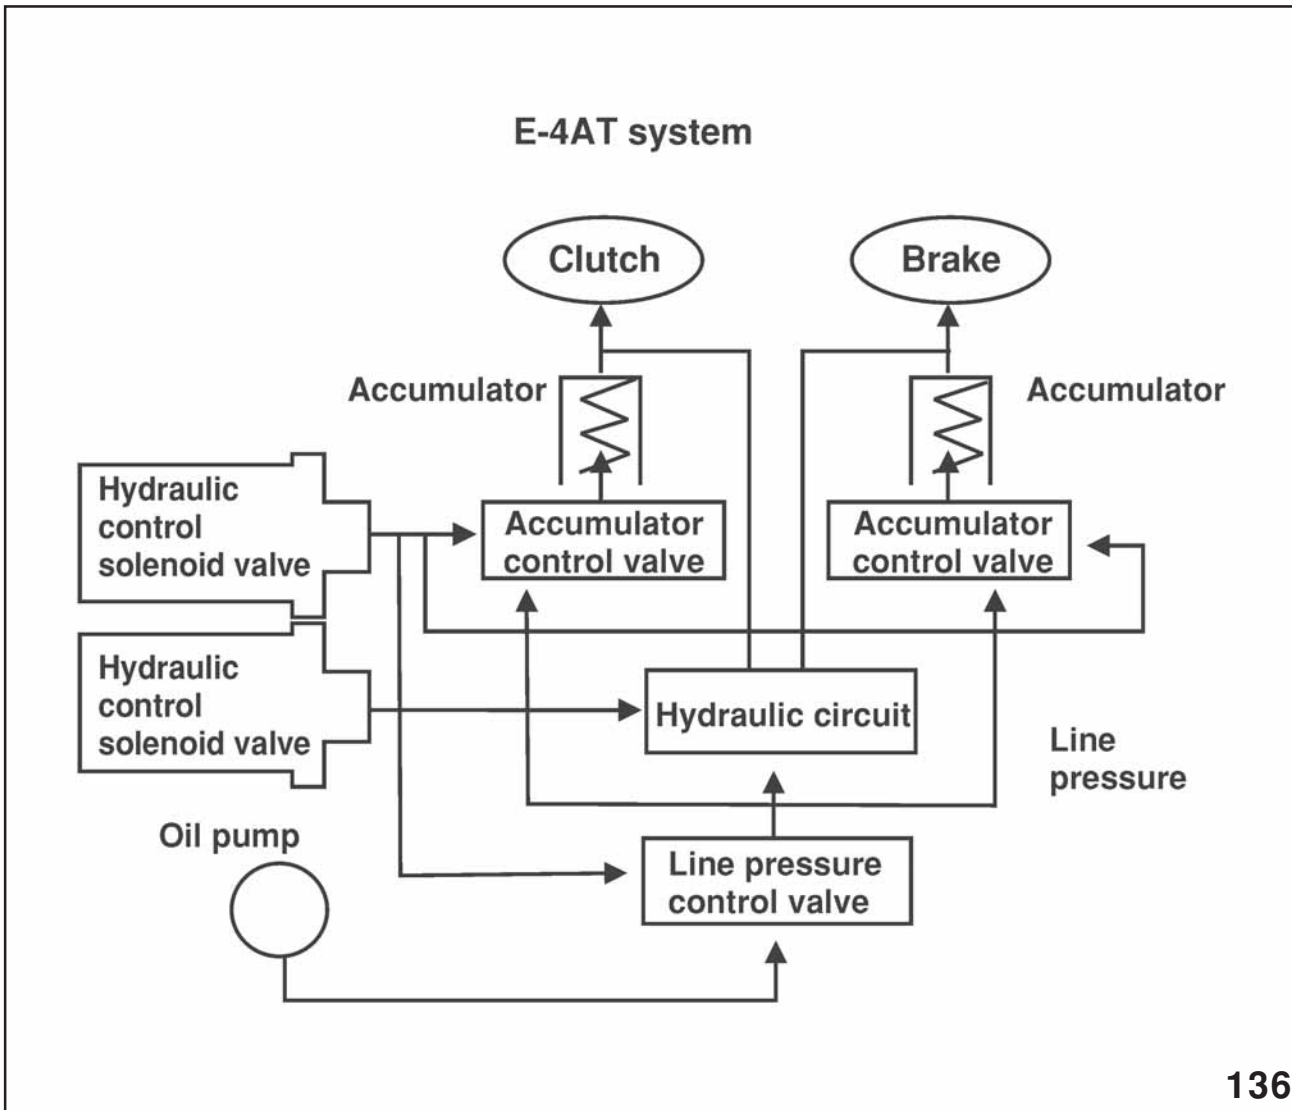 E-4AT system
Clutch
Brake
Accumulator
Accumulator
Hydraulic
control
solenoid valve
Accumulator
control valve
Accumulator
control valve
Hydraulic
control
solenoid valve
Hydraulic circuit
Line
pressure
Oil pump
Line pressure
control valve
136